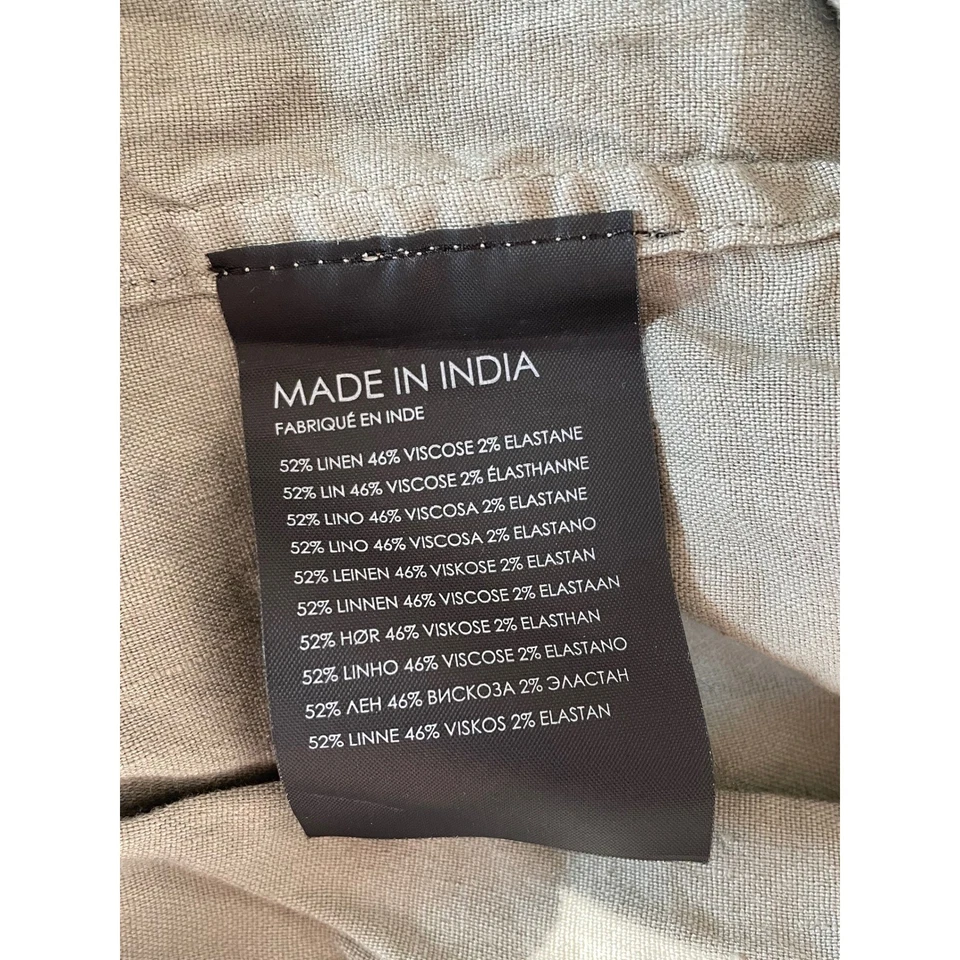 MADE IN INDIA
FABRIQUÉ EN INDE
52% LINEN 46% VISCOSE 2% ELASTANE
52% LIN 46% VISCOSE 2% ÉLASTHANNE
52% LINO 46% VISCOSA 2% ELASTANE
52% LINO 46% VISCOSA 2% ELASTANO
52% LEINEN 46% VISKOSE 2% ELASTAN
52% LINNEN 46% VISCOSE 2% ELASTAAN
52% HØR 46% VISKOSE 2% ELASTHAN
52% LINHO 46% VISCOSE 2% ELASTANO
52% ЛЕН 46% ВИСКОЗА 2% ЭЛАСТАН
52% LINNE 46% VISKOS 2% ELASTAN